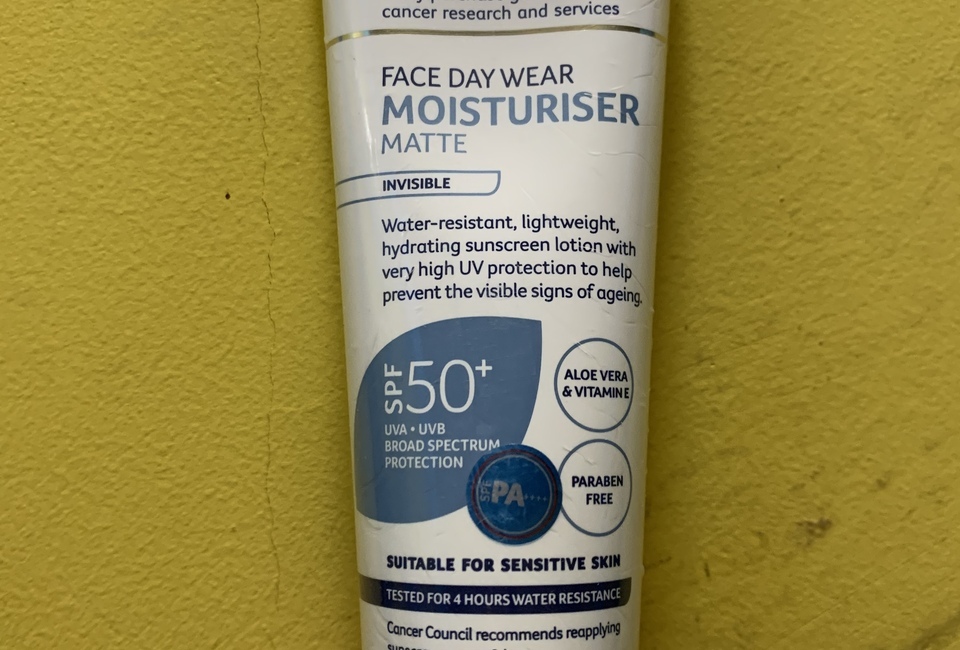 cancer research and services
FACE DAY WEAR
MOISTURISER
MATTE
INVISIBLE
Water-resistant, lightweight,
hydrating sunscreen lotion with
very high UV protection to help
prevent the visible signs of ageing.
SPF 50+
UVA • UVB
BROAD SPECTRUM
PROTECTION
ALOE VERA
& VITAMIN E
SPF PA++++
PARABEN
FREE
SUITABLE FOR SENSITIVE SKIN
TESTED FOR 4 HOURS WATER RESISTANCE
Cancer Council recommends reapplying